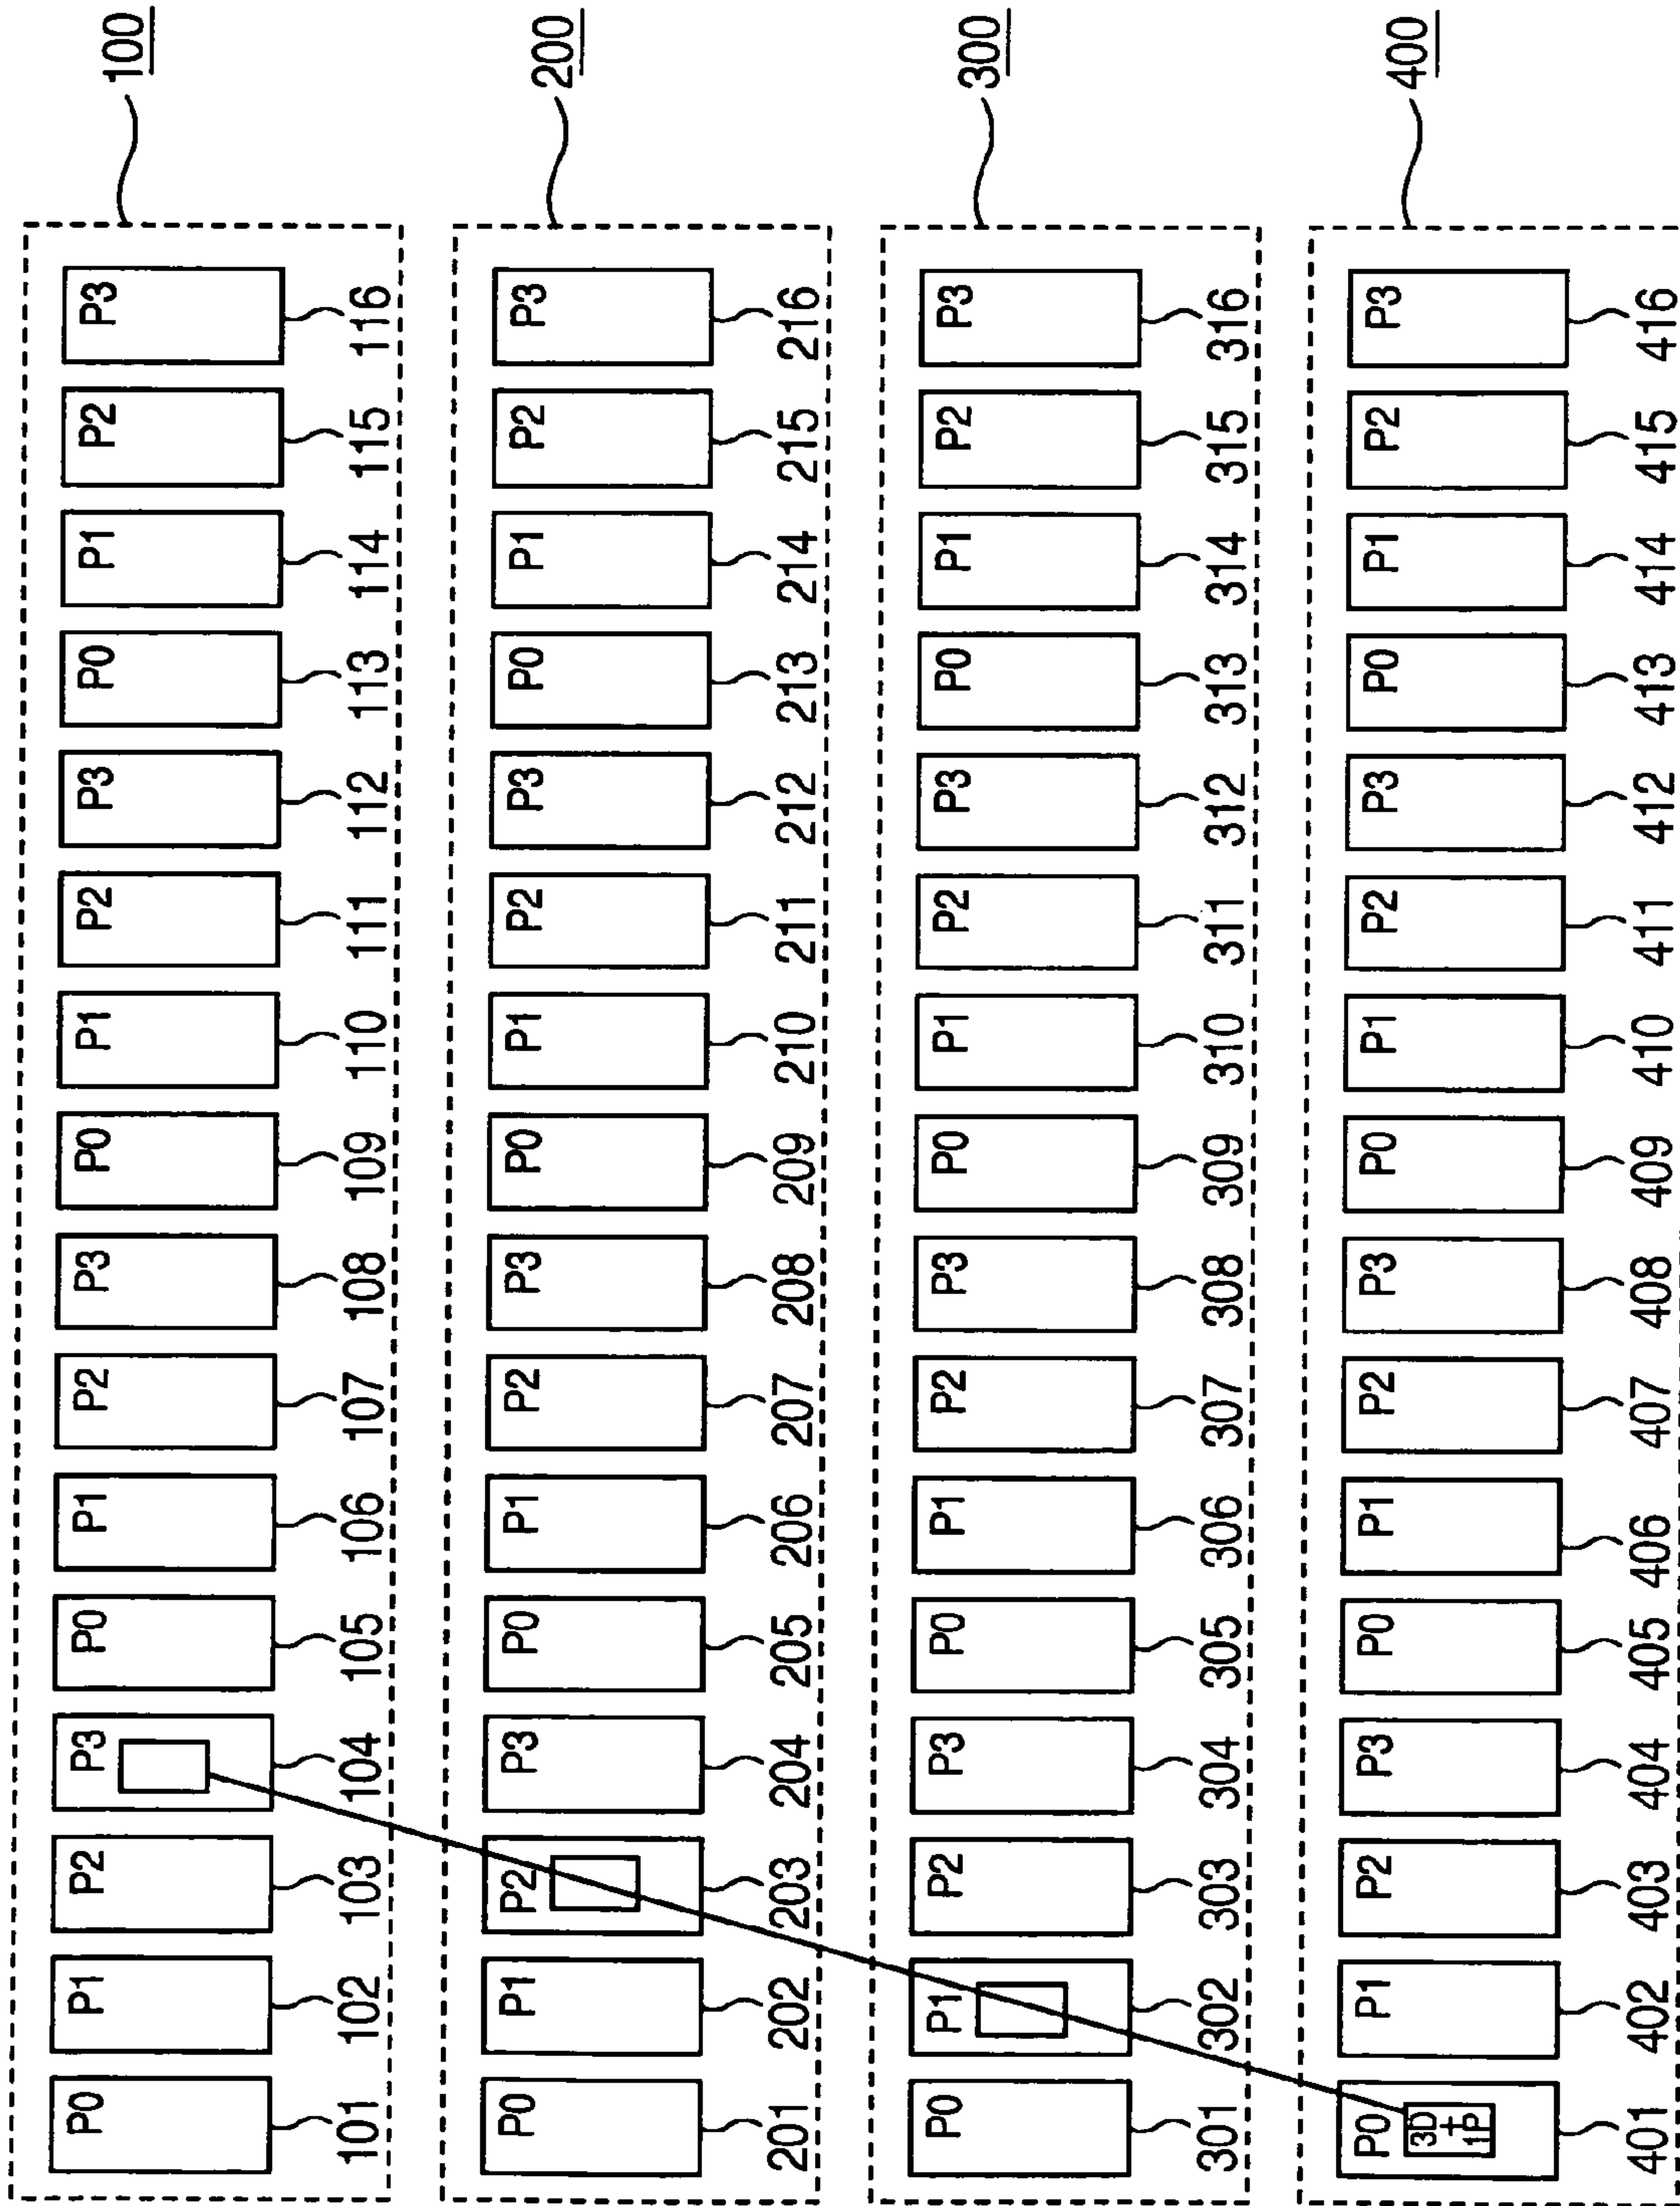 100
P0 P1 P2 P3 P0 P1 P2 P3 P0 P1 P2 P3 P0 P1 P2 P3
101 102 103 104 105 106 107 108 109 110 111 112 113 114 115 116
200
P0 P1 P2 P3 P0 P1 P2 P3 P0 P1 P2 P3 P0 P1 P2 P3
201 202 203 204 205 206 207 208 209 210 211 212 213 214 215 216
300
P0 P1 P2 P3 P0 P1 P2 P3 P0 P1 P2 P3 P0 P1 P2 P3
301 302 303 304 305 306 307 308 309 310 311 312 313 314 315 316
400
P0 P1 P2 P3 P0 P1 P2 P3 P0 P1 P2 P3 P0 P1 P2 P3
3D
+
1P
401 402 403 404 405 406 407 408 409 410 411 412 413 414 415 416